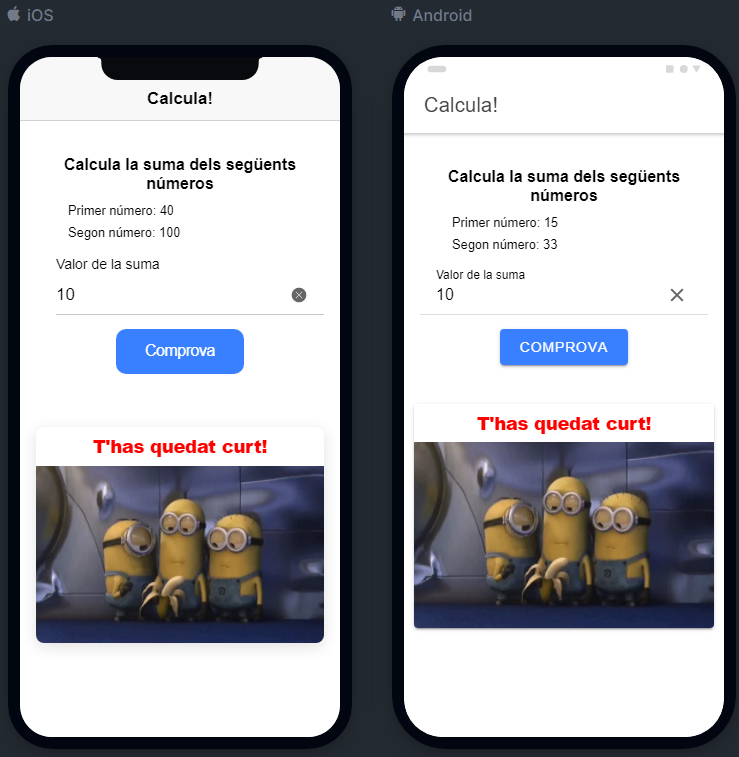 iOS
Calcula!
Calcula la suma dels següents
números
Primer número: 40
Segon número: 100
Valor de la suma
10
Comprova
T'has quedat curt!
Android
Calcula!
Calcula la suma dels següents
números
Primer número: 15
Segon número: 33
Valor de la suma
10
COMPROVA
T'has quedat curt!